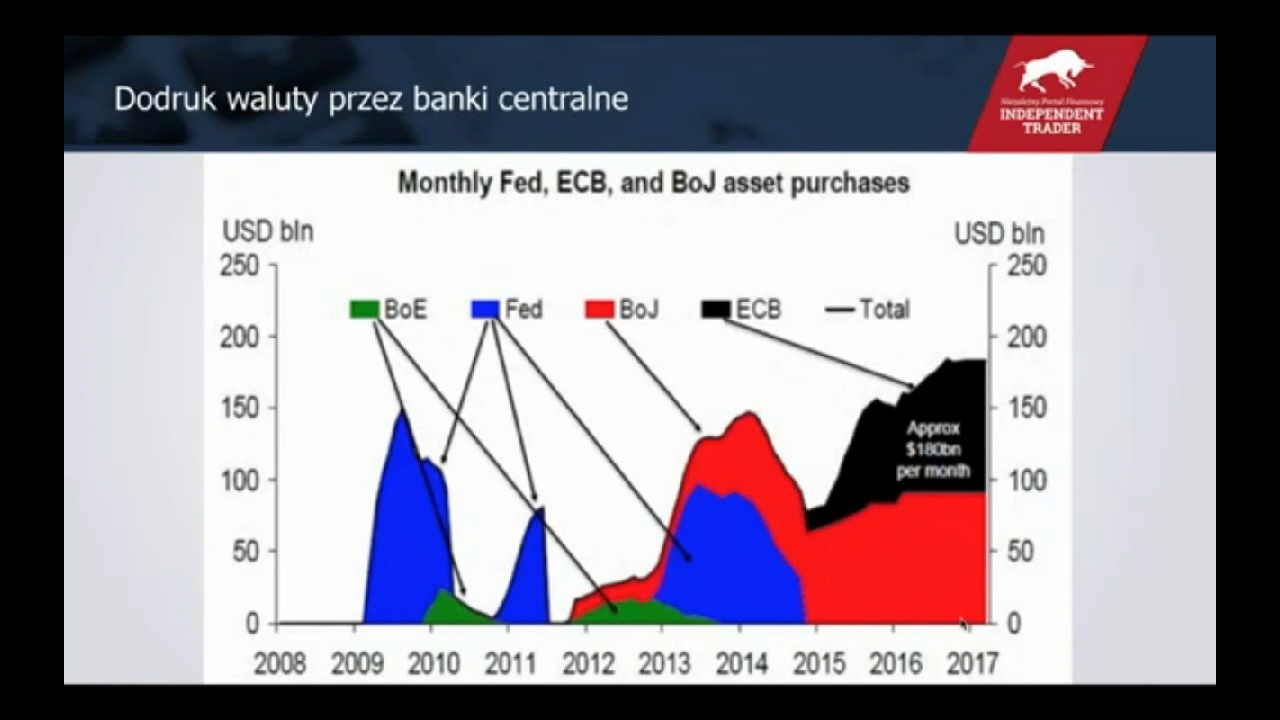 Dodruk waluty przez banki centralne
Niezależny Portal Finansowy
INDEPENDENT
TRADER
Monthly Fed, ECB, and BoJ asset purchases
USD bln
USD bln
250
250
BoE
Fed
BoJ
ECB
Total
200
200
150
150
Approx
$180bn
per month
100
100
50
50
0
0
2008 2009 2010 2011 2012 2013 2014 2015 2016 2017